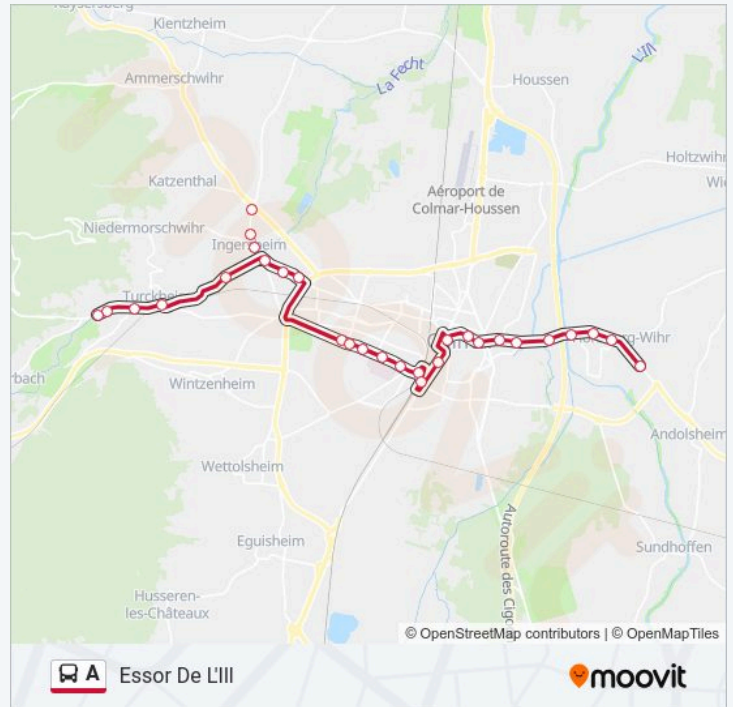 Kientzheim
Ammerschwihr
La Fecht
L'Ill
Houssen
Katzenthal
Holtzwihr
Aéroport de
Colmar-Houssen
Niedermorschwihr
Ingersheim
Turckheim
Wintzenheim
Andolsheim
Wettolsheim
Autoroute des Cigo
Eguisheim
Sundhoffen
Husseren-
les-Châteaux
© OpenStreetMap contributors | © OpenMapTiles
A Essor De L'Ill
moovit